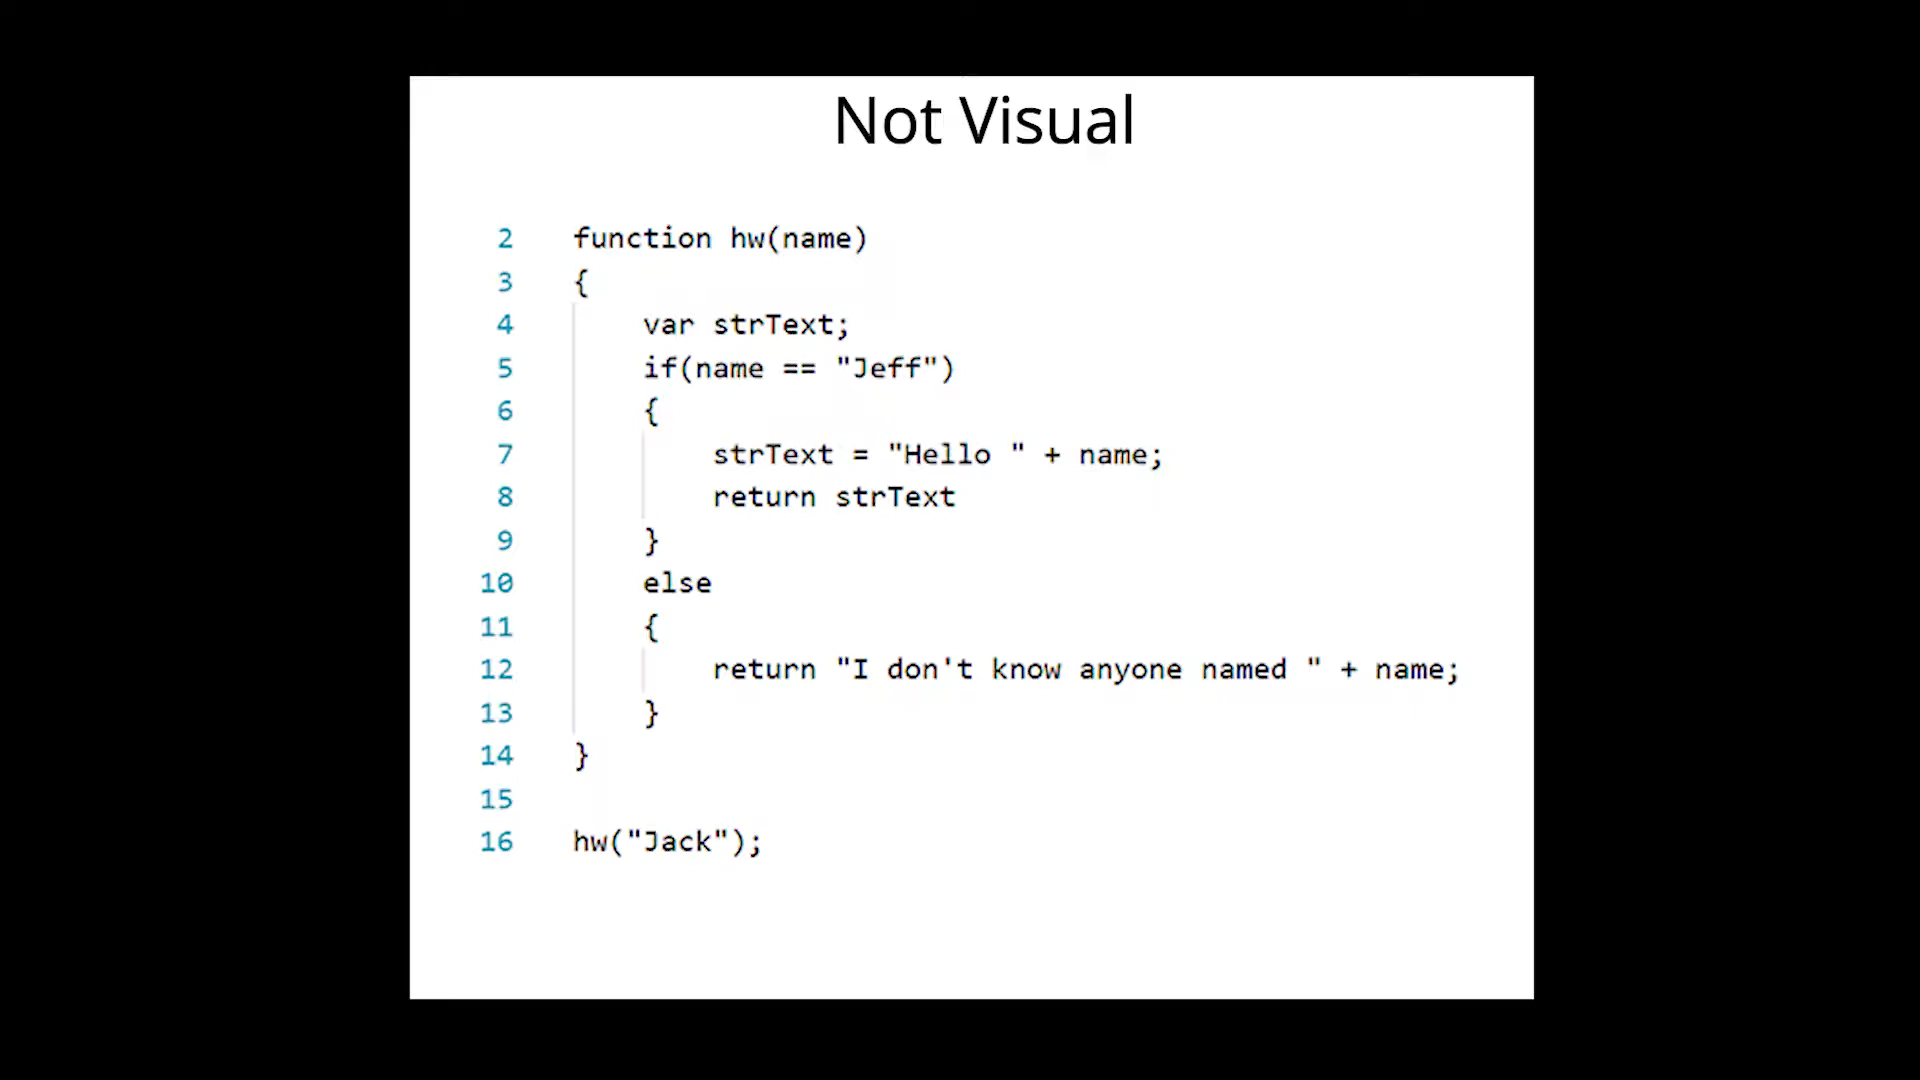 Not Visual
2 function hw(name)
3 {
4 var strText;
5 if(name == "Jeff")
6 {
7 strText = "Hello " + name;
8 return strText
9 }
10 else
11 {
12 return "I don't know anyone named " + name;
13 }
14 }
15
16 hw("Jack");